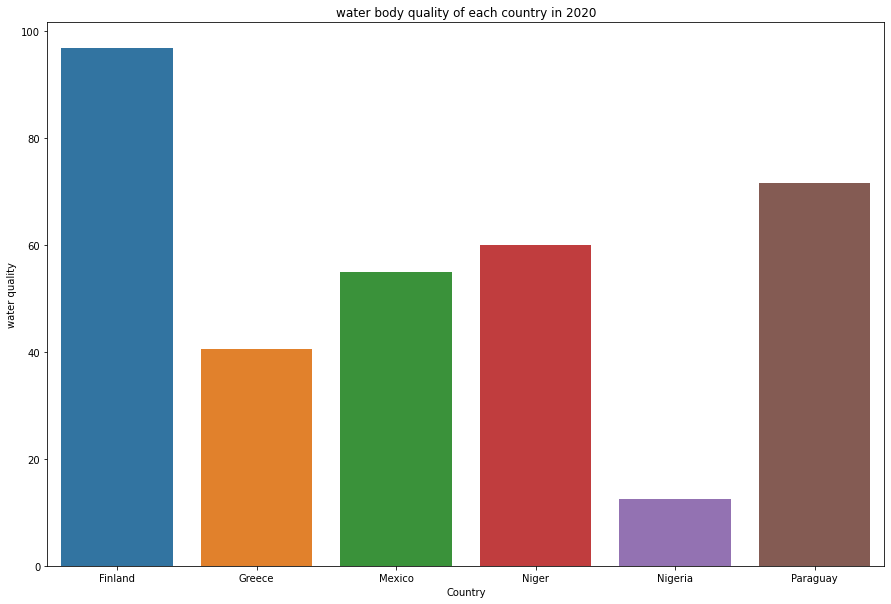 water body quality of each country in 2020
100
80
60
40
20
0
water quality
Finland
Greece
Mexico
Niger
Nigeria
Paraguay
Country